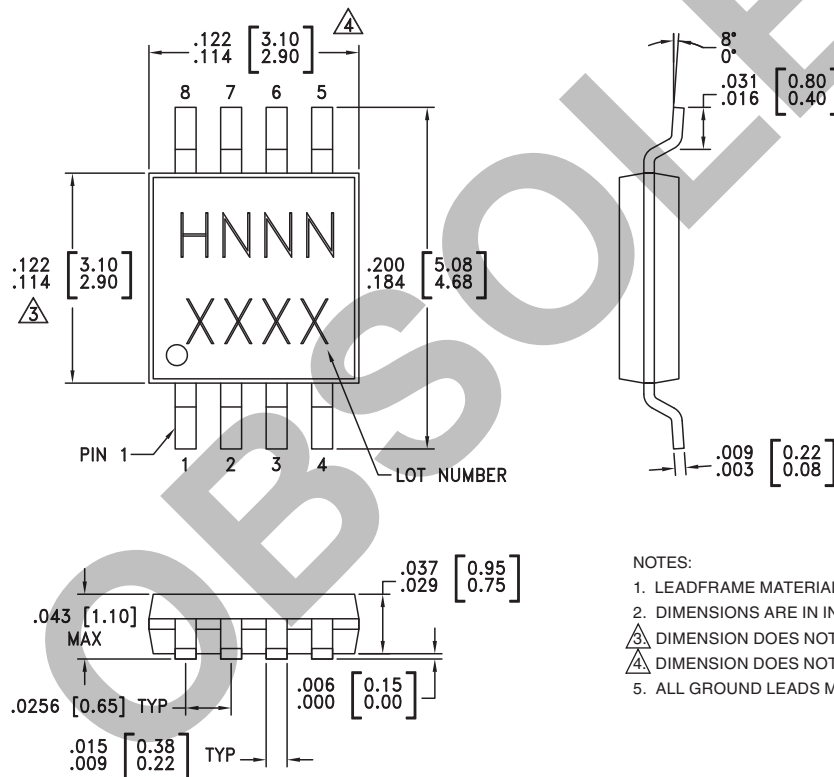 .122 [3.10]
.114 [2.90]
4
8 7 6 5
HNNN
XXXX
.122 [3.10]
.114 [2.90]
3
.200 [5.08]
.184 [4.68]
PIN 1
1 2 3 4
LOT NUMBER
8°
0°
.031 [0.80]
.016 [0.40]
.009 [0.22]
.003 [0.08]
.037 [0.95]
.029 [0.75]
.043 [1.10]
MAX
.0256 [0.65] TYP
.006 [0.15]
.000 [0.00]
.015 [0.38]
.009 [0.22]
TYP
NOTES:
1. LEADFRAME MATERIAL
2. DIMENSIONS ARE IN IN
3. DIMENSION DOES NOT
4. DIMENSION DOES NOT
5. ALL GROUND LEADS M
OBSOLE